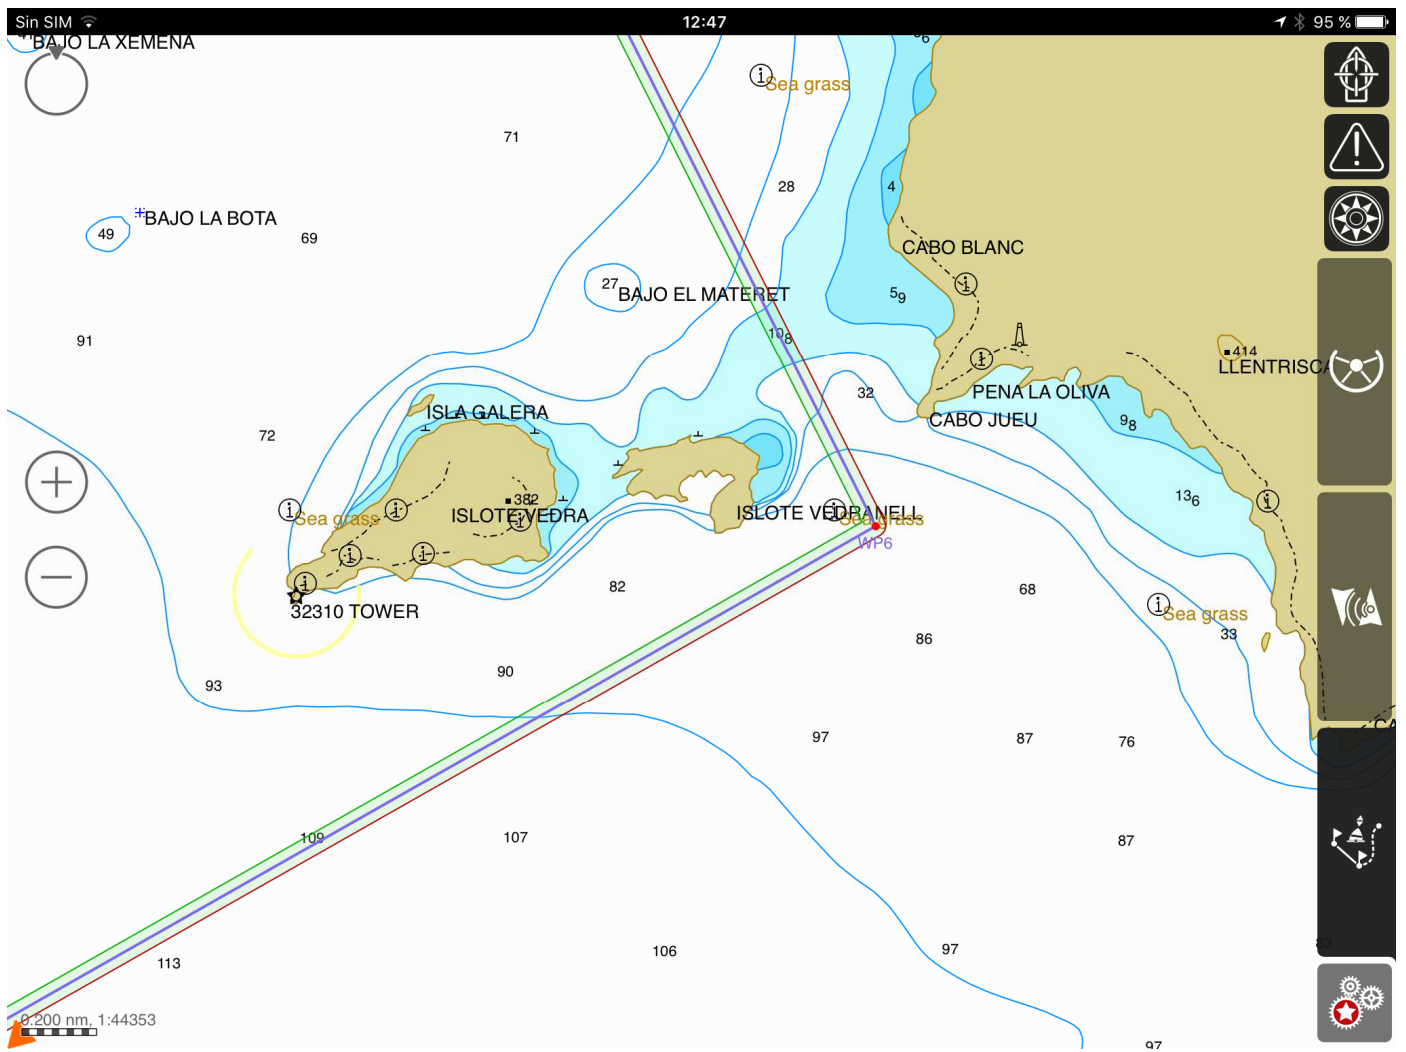 Sin SIM 12:47 95 %
BAJO LA XEMENA
Sea grass
71
28
4
BAJO LA BOTA
49
69
CABO BLANC
27
BAJO EL MATERET
5₉
91
10₈
414
LLENTRISCA
32
PENA LA OLIVA
ISLA GALERA
CABO JUEU
9₈
72
382
13₆
Sea grass
ISLOTE VEDRA
ISLOTE VEDRANELL
Sea grass
WP6
82
68
32310 TOWER
Sea grass
33
86
90
93
CA
97
87
76
109
107
87
106
97
83
113
0.200 nm, 1:44353
97